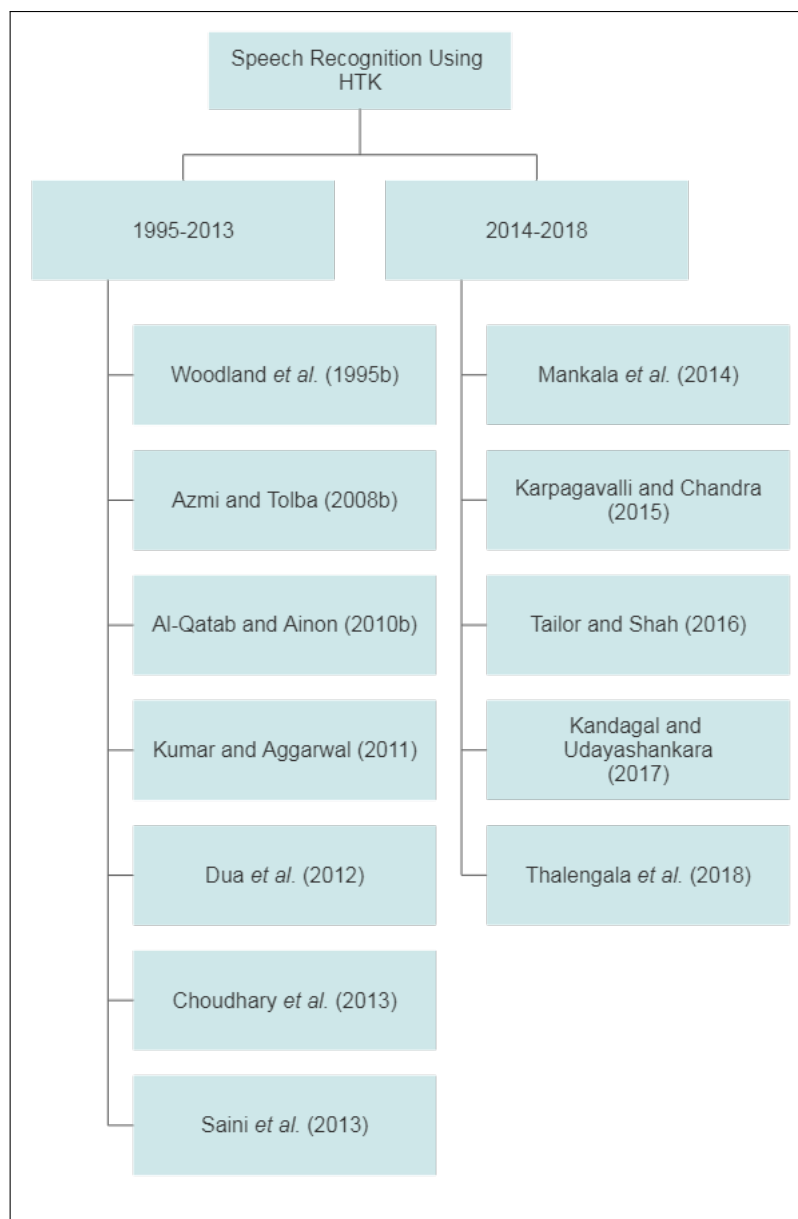 Speech Recognition Using
HTK
1995-2013
2014-2018
Woodland et al. (1995b)
Azmi and Tolba (2008b)
Al-Qatab and Ainon (2010b)
Kumar and Aggarwal (2011)
Dua et al. (2012)
Choudhary et al. (2013)
Saini et al. (2013)
Mankala et al. (2014)
Karpagavalli and Chandra
(2015)
Tailor and Shah (2016)
Kandagal and
Udayashankara
(2017)
Thalengala et al. (2018)